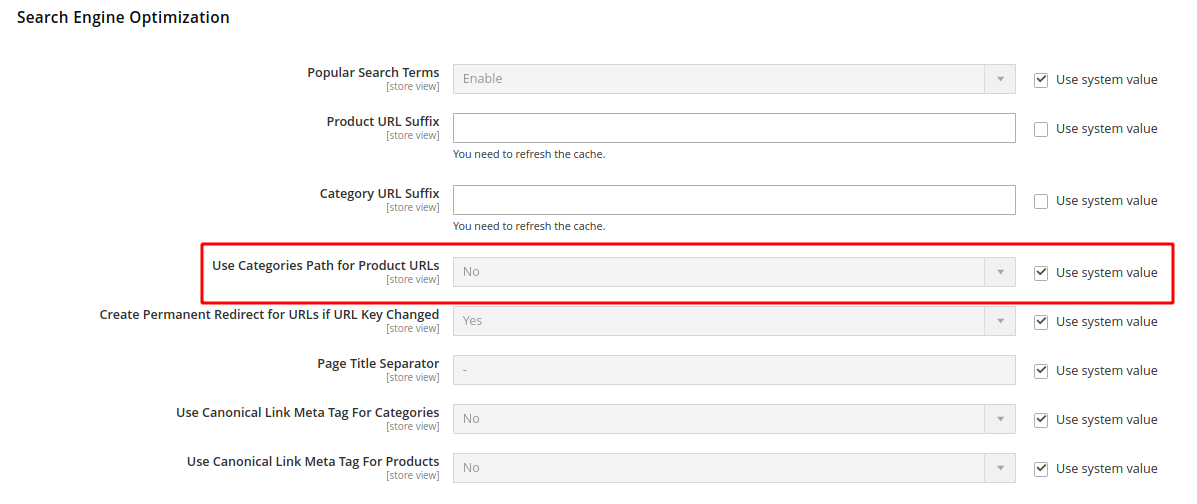 Search Engine Optimization
Popular Search Terms
[store view]
Enable
Use system value
Product URL Suffix
[store view]
Use system value
You need to refresh the cache.
Category URL Suffix
[store view]
Use system value
You need to refresh the cache.
Use Categories Path for Product URLs
[store view]
No
Use system value
Create Permanent Redirect for URLs if URL Key Changed
[store view]
Yes
Use system value
Page Title Separator
[store view]
-
Use system value
Use Canonical Link Meta Tag For Categories
[store view]
No
Use system value
Use Canonical Link Meta Tag For Products
[store view]
No
Use system value